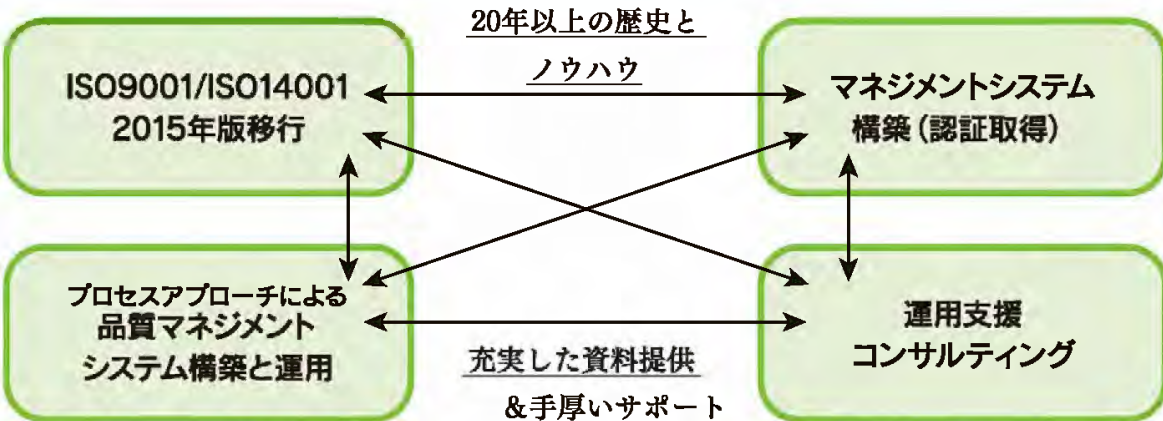 20年以上の歴史と
ノウハウ
ISO9001/ISO14001
2015年版移行
マネジメントシステム
構築(認証取得)
プロセスアプローチによる
品質マネジメント
システム構築と運用
運用支援
コンサルティング
充実した資料提供
&手厚いサポート